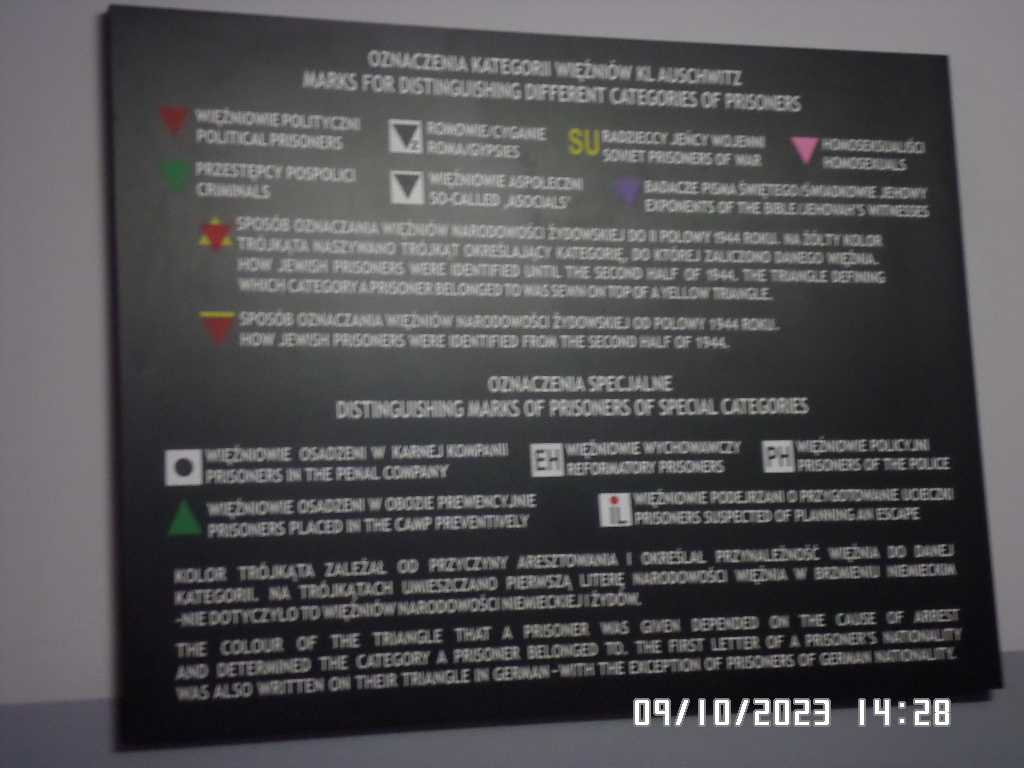 OZNACZENIA KATEGORII WIĘŹNIÓW KL AUSCHWITZ
MARKS FOR DISTINGUISHING DIFFERENT CATEGORIES OF PRISONERS
WIĘŹNIOWIE POLITYCZNI
POLITICAL PRISONERS
Z
ROMOWIE/CYGANIE
ROMA/GYPSIES
SU
RADZIECCY JEŃCY WOJENNI
SOVIET PRISONERS OF WAR
HOMOSEKSUALIŚCI
HOMOSEXUALS
PRZESTĘPCY POSPOLICI
CRIMINALS
WIĘŹNIOWIE ASPOŁECZNI
SO-CALLED ‚ASOCIALS’
BADACZE PISMA ŚWIĘTEGO/ŚWIADKOWIE JEHOWY
EXPONENTS OF THE BIBLE/JEHOVAH'S WITNESSES
SPOSÓB OZNACZANIA WIĘŹNIÓW NARODOWOŚCI ŻYDOWSKIEJ DO II POŁOWY 1944 ROKU. NA ŻÓŁTY KOLOR
TRÓJKĄTA NASZYWANO TRÓJKĄT OKREŚLAJĄCY KATEGORIĘ, DO KTÓREJ ZALICZONO DANEGO WIĘŹNIA.
HOW JEWISH PRISONERS WERE IDENTIFIED UNTIL THE SECOND HALF OF 1944. THE TRIANGLE DEFINING
WHICH CATEGORY A PRISONER BELONGED TO WAS SEWN ON TOP OF A YELLOW TRIANGLE.
SPOSÓB OZNACZANIA WIĘŹNIÓW NARODOWOŚCI ŻYDOWSKIEJ OD POŁOWY 1944 ROKU.
HOW JEWISH PRISONERS WERE IDENTIFIED FROM THE SECOND HALF OF 1944.
OZNACZENIA SPECJALNE
DISTINGUISHING MARKS OF PRISONERS OF SPECIAL CATEGORIES
WIĘŹNIOWIE OSADZENI W KARNEJ KOMPANII
PRISONERS IN THE PENAL COMPANY
EH
WIĘŹNIOWIE WYCHOWAWCZY
REFORMATORY PRISONERS
PH
WIĘŹNIOWIE POLICYJNI
PRISONERS OF THE POLICE
WIĘŹNIOWIE OSADZENI W OBOZIE PREWENCYJNIE
PRISONERS PLACED IN THE CAMP PREVENTIVELY
iL
WIĘŹNIOWIE PODEJRZANI O PRZYGOTOWANIE UCIECZKI
PRISONERS SUSPECTED OF PLANNING AN ESCAPE
KOLOR TRÓJKĄTA ZALEŻAŁ OD PRZYCZYNY ARESZTOWANIA I OKREŚLAŁ PRZYNALEŻNOŚĆ WIĘŹNIA DO DANEJ
KATEGORII. NA TRÓJKĄTACH UMIESZCZANO PIERWSZĄ LITERĘ NARODOWOŚCI WIĘŹNIA W BRZMIENIU NIEMIECKIM
-NIE DOTYCZYŁO TO WIĘŹNIÓW NARODOWOŚCI NIEMIECKIEJ I ŻYDÓW.
THE COLOUR OF THE TRIANGLE THAT A PRISONER WAS GIVEN DEPENDED ON THE CAUSE OF ARREST
AND DETERMINED THE CATEGORY A PRISONER BELONGED TO. THE FIRST LETTER OF A PRISONER'S NATIONALITY
WAS ALSO WRITTEN ON THEIR TRIANGLE IN GERMAN - WITH THE EXCEPTION OF PRISONERS OF GERMAN NATIONALITY.
09/10/2023 14:28